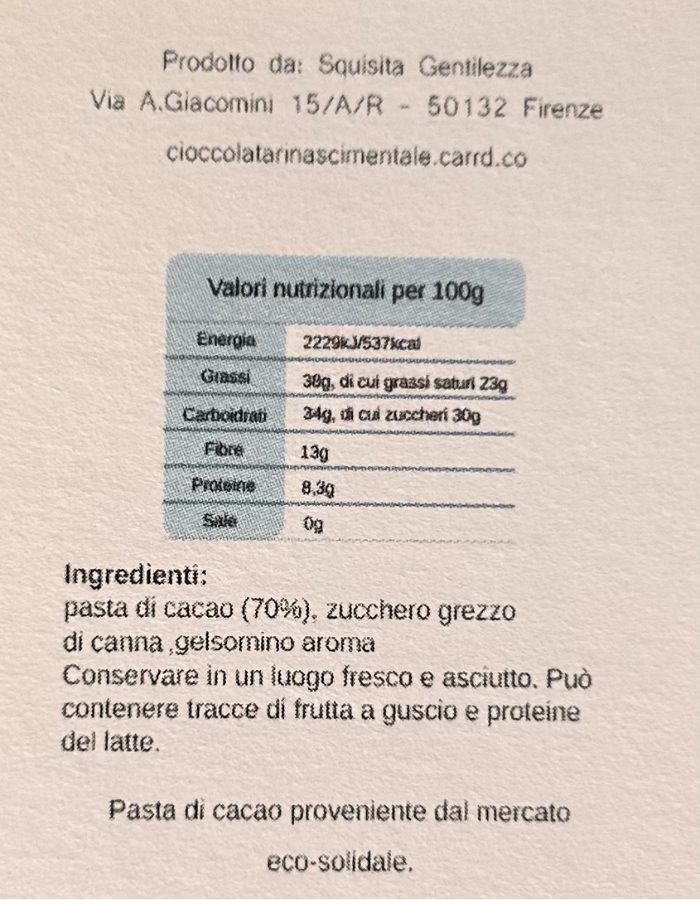 Prodotto da: Squisita Gentilezza
Via A.Giacomini 15/A/R - 50132 Firenze
cioccolatarinascimentale.carrd.co
Valori nutrizionali per 100g
Energia 2229kJ/537kcal
Grassi 38g, di cui grassi saturi 23g
Carboidrati 34g, di cui zuccheri 30g
Fibre 13g
Proteine 8,3g
Sale 0g
Ingredienti:
pasta di cacao (70%), zucchero grezzo
di canna ,gelsomino aroma
Conservare in un luogo fresco e asciutto. Può
contenere tracce di frutta a guscio e proteine
del latte.
Pasta di cacao proveniente dal mercato
eco-solidale.